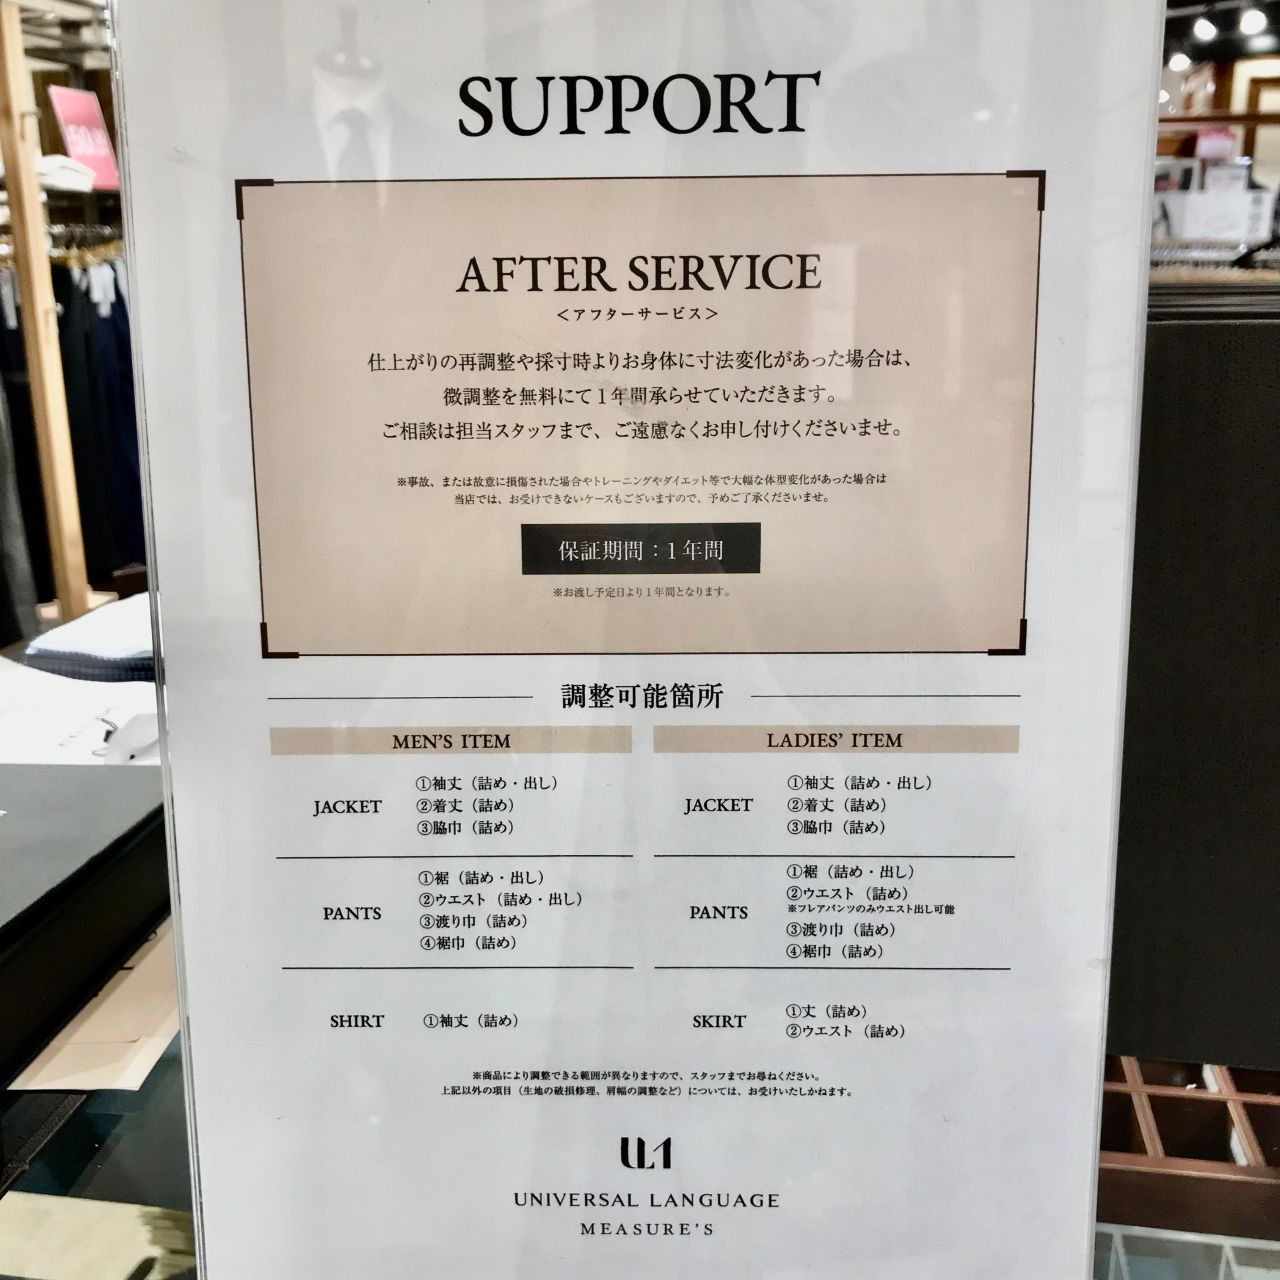 SUPPORT
AFTER SERVICE
＜アフターサービス＞
仕上がりの再調整や採寸時よりお身体に寸法変化があった場合は、
微調整を無料にて１年間承らせていただきます。
ご相談は担当スタッフまで、ご遠慮なくお申し付けくださいませ。
※事故、または故意に損傷された場合やトレーニングやダイエット等で大幅な体型変化があった場合は
当店では、お受けできないケースもございますので、予めご了承くださいませ。
保証期間：１年間
※お渡し予定日より１年間となります。
調整可能箇所
MEN'S ITEM
JACKET
①袖丈（詰め・出し）
②着丈（詰め）
③脇巾（詰め）
PANTS
①裾（詰め・出し）
②ウエスト（詰め・出し）
③渡り巾（詰め）
④裾巾（詰め）
SHIRT
①袖丈（詰め）
LADIES' ITEM
JACKET
①袖丈（詰め・出し）
②着丈（詰め）
③脇巾（詰め）
PANTS
①裾（詰め・出し）
②ウエスト（詰め）
※フレアパンツのみウエスト出し可能
③渡り巾（詰め）
④裾巾（詰め）
SKIRT
①丈（詰め）
②ウエスト（詰め）
※商品により調整できる範囲が異なりますので、スタッフまでお尋ねください。
上記以外の項目（生地の破損修理、肩幅の調整など）については、お受けいたしかねます。
UNIVERSAL LANGUAGE
MEASURE'S